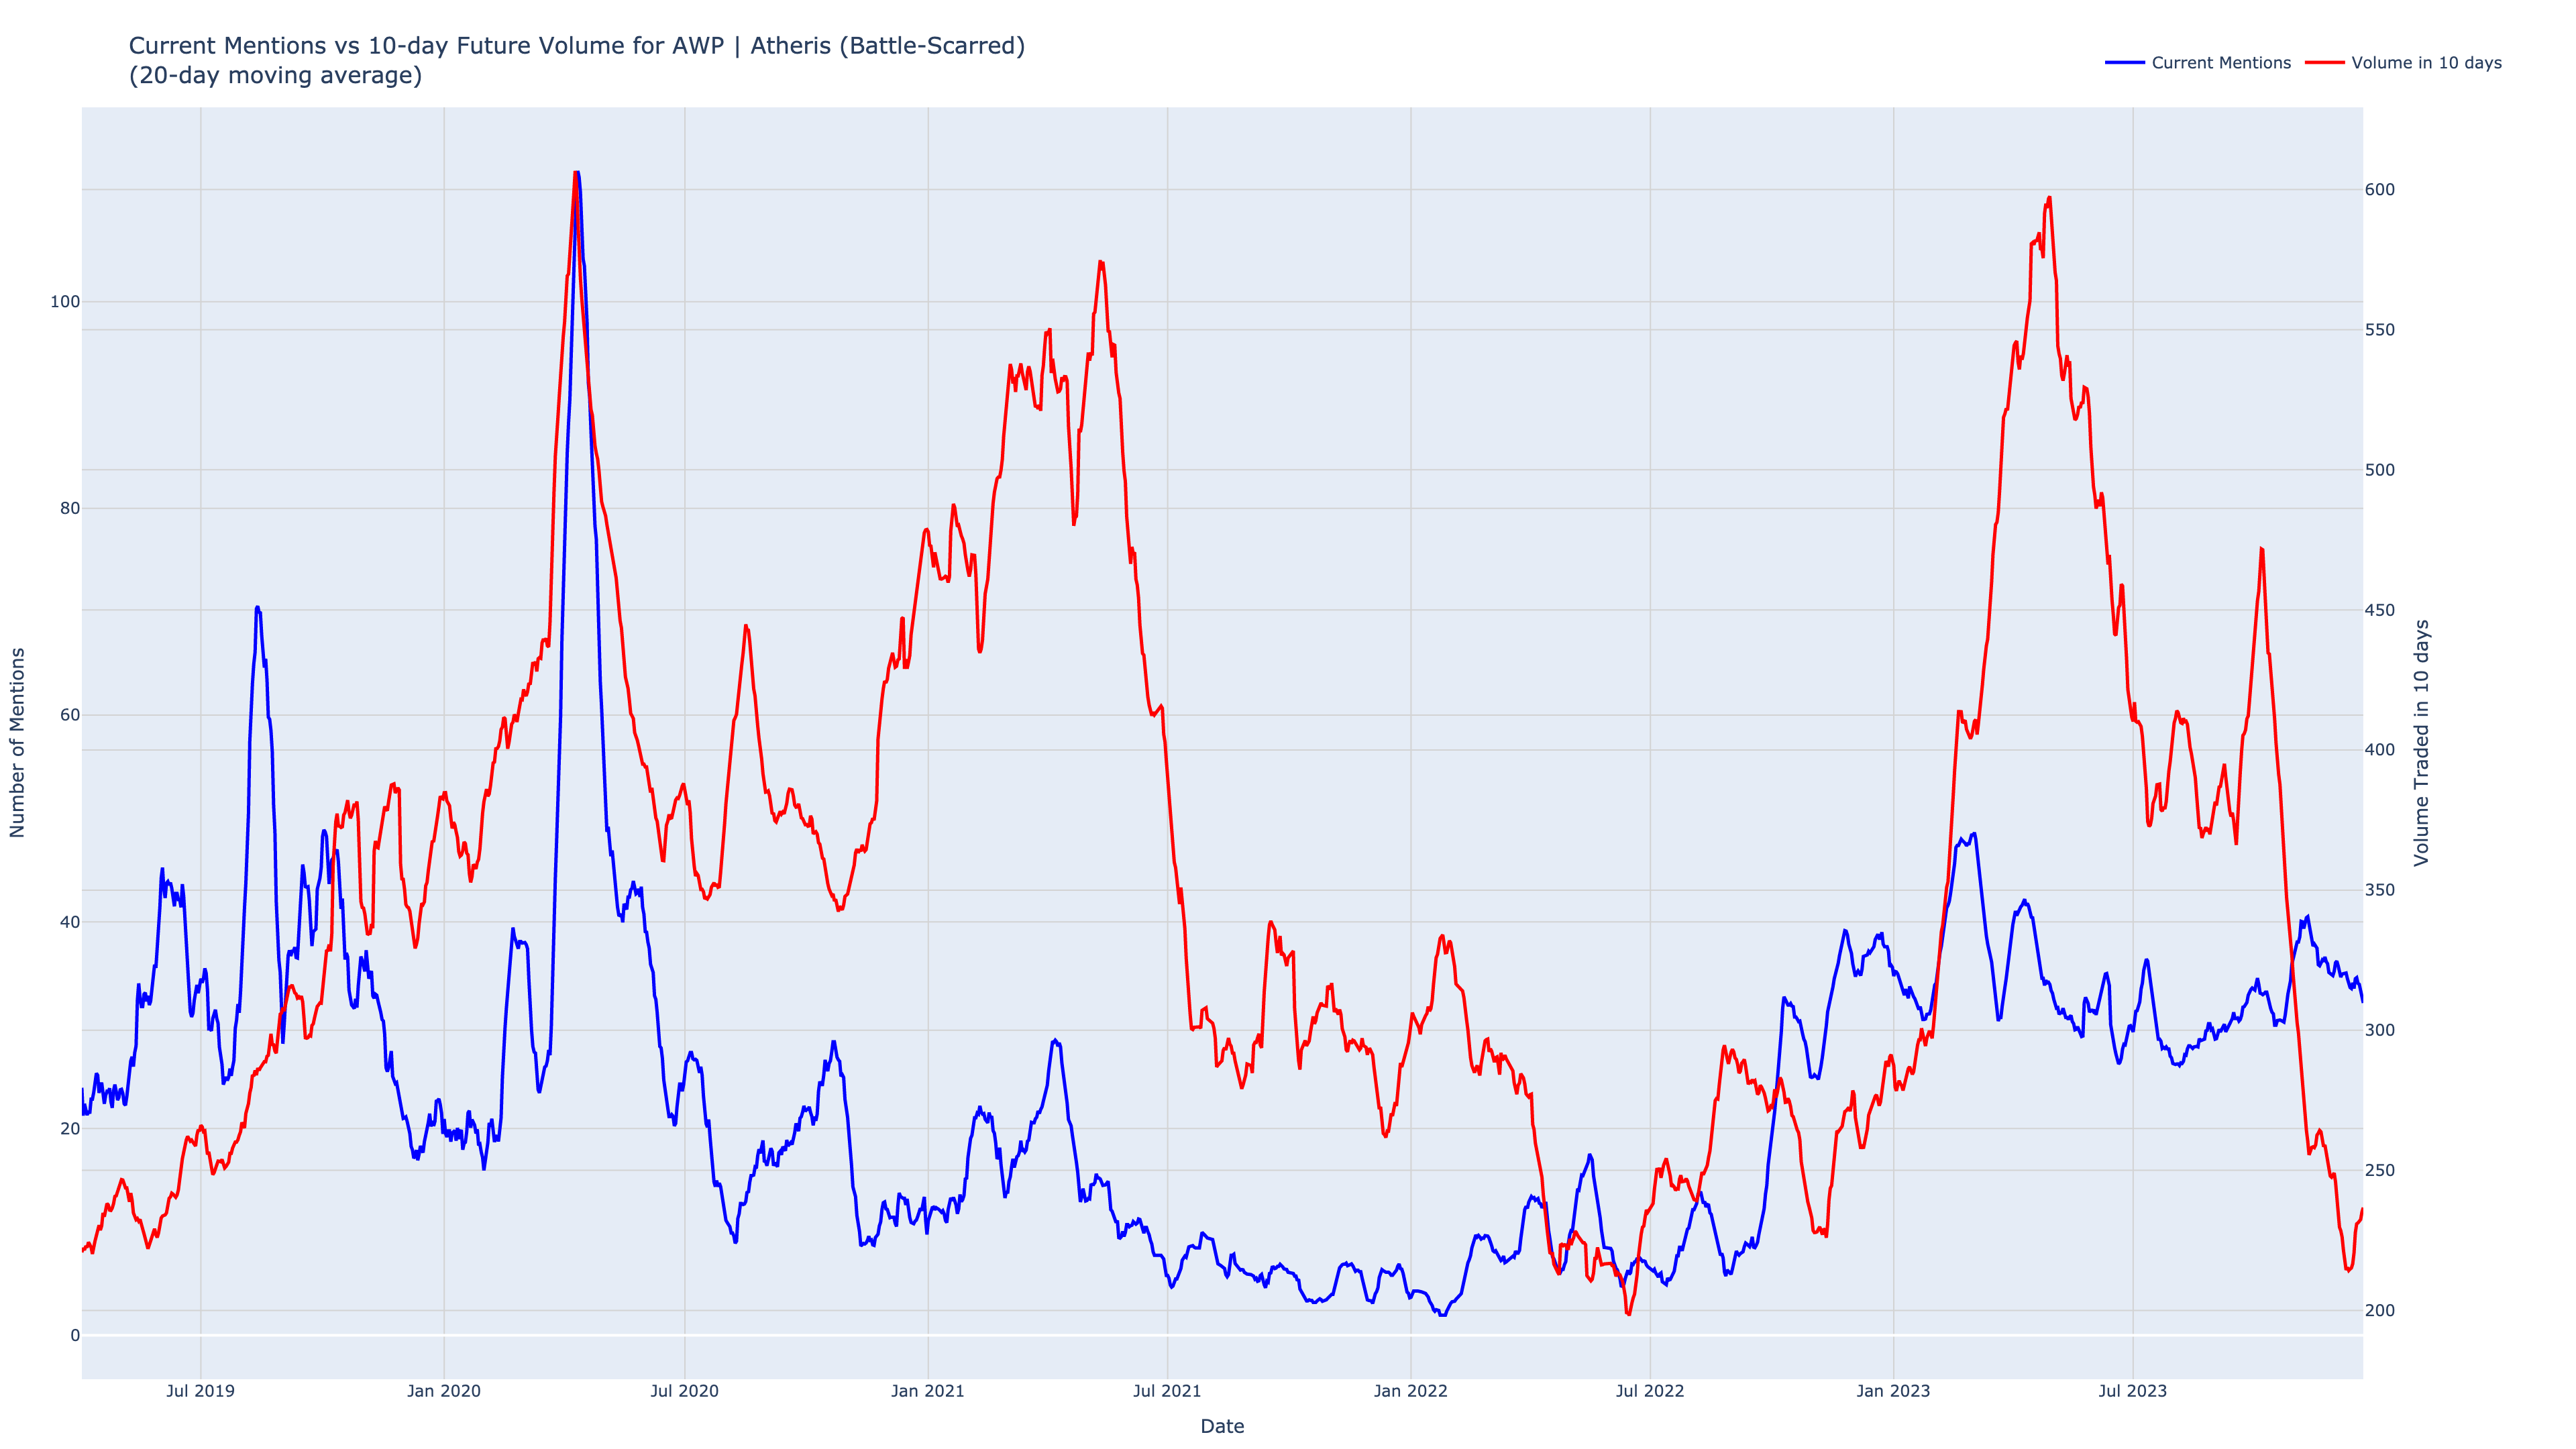 Current Mentions vs 10-day Future Volume for AWP | Atheris (Battle-Scarred)
(20-day moving average)
Current Mentions
Volume in 10 days
Number of Mentions
100
80
60
40
20
0
600
550
500
450
400
350
300
250
200
Volume Traded in 10 days
Jul 2019
Jan 2020
Jul 2020
Jan 2021
Jul 2021
Jan 2022
Jul 2022
Jan 2023
Jul 2023
Date